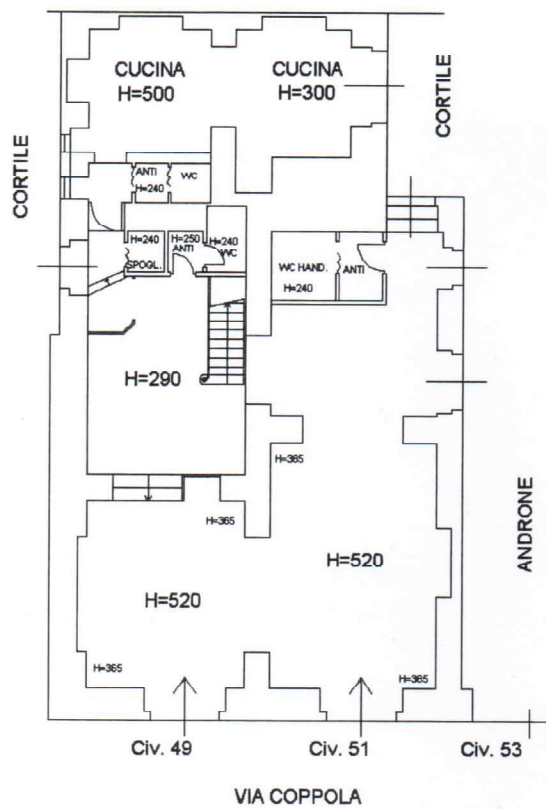 CUCINA
H=500
CUCINA
H=300
CORTILE
CORTILE
ANTI
H=240
WC
H=240
SPOGL.
H=250
ANTI
H=240
WC
WC HAND.
H=240
ANTI
H=290
H=365
H=365
H=520
H=520
ANDRONE
H=365
H=365
Civ. 49
Civ. 51
Civ. 53
VIA COPPOLA